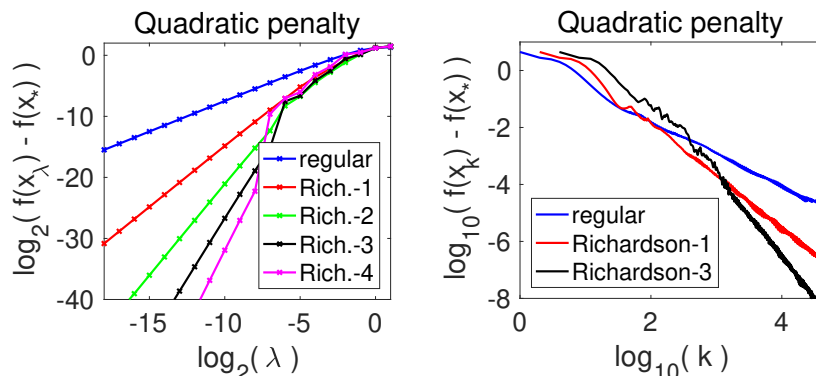 Quadratic penalty
log2( f(xλ) - f(x*) )
0
-10
-20
-30
-40
-15
-10
-5
0
log2( λ )
regular
Rich.-1
Rich.-2
Rich.-3
Rich.-4
Quadratic penalty
log10( f(xk) - f(x*) )
0
-2
-4
-6
-8
0
2
4
log10( k )
regular
Richardson-1
Richardson-3